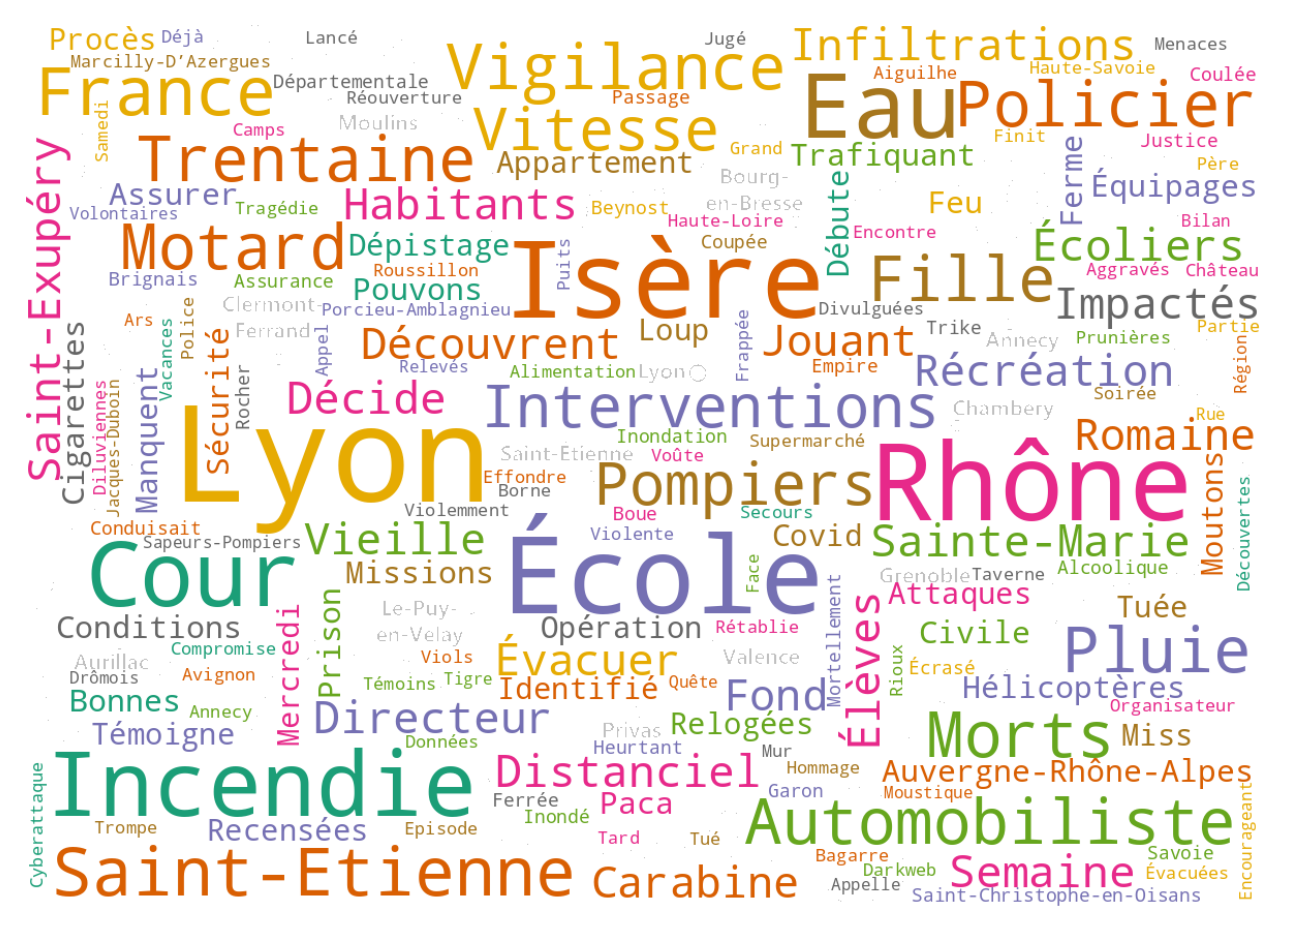 Procès
Déjà
Lancé
Vigilance
Jugé
Infiltrations
Menaces
Marcilly-D'Azergues
France
Départementale
Réouverture
Passage
Aiguilhe
Haute-Savoie
Coulée
Eau
Policier
Samedi
Camps
Moulins
Vitesse
Grand
Finit
Justice
Trentaine
Appartement
Trafiquant
Ferme
Père
Saint-Exupéry
Assurer
Bourg-
en-Bresse
Équipages
Volontaires
Tragédie
Habitants
Beynost
Haute-Loire
Débute
Feu
Encontre
Bilan
Motard
Dépistage
Isère
Puits
Coupée
Fille
Écoliers
Brignais
Assurance
Roussillon
Pouvons
Aggravés
Château
Clermont-
Ferrand
Porcieu-Amblagnieu
Divulguées
Impactés
Ars
Police
Vacances
Appel
Découvrent
Loup
Jouant
Trike
Annecy
Prunières
Partie
Cigarettes
Sécurité
Rocher
Relevés
Alimentation
Lyon
Frappée
Empire
Récréation
Région
Diluviennes
Jacques-Duboin
Manquent
Décide
Interventions
Soirée
Chambery
Rue
Lyon
Inondation
Supermarché
Romaine
Saint-Etienne
Voûte
Rhône
Effondre
Borne
Pompiers
Moutons
Découvertes
Violemment
Boue
Secours
Conduisait
Sapeurs-Pompiers
Vieille
École
Violente
Covid
Sainte-Marie
Cour
Missions
Face
Grenoble
Taverne
Alcoolique
Prison
Le-Puy-
en-Velay
Mortellement
Attaques
Tuée
Conditions
Mercredi
Opération
Rétablie
Élèves
Civile
Pluie
Compromise
Aurillac
Viols
Évacuer
Valence
Rioux
Écrasé
Drômois
Avignon
Témoins
Tigre
Identifié
Quête
Fond
Hélicoptères
Bonnes
Annecy
Directeur
Relogées
Organisateur
Témoigne
Privas
Morts
Miss
Données
Heurtant
Mur
Incendie
Distanciel
Hommage
Auvergne-Rhône-Alpes
Cyberattaque
Ferrée
Paca
Garon
Moustique
Encourageant
Trompe
Recensées
Episode
Inondé
Automobiliste
Tard
Tué
Saint-Etienne
Carabine
Bagarre
Darkweb
Semaine
Savoie
Évacuées
Appelle
Saint-Christophe-en-Oisans